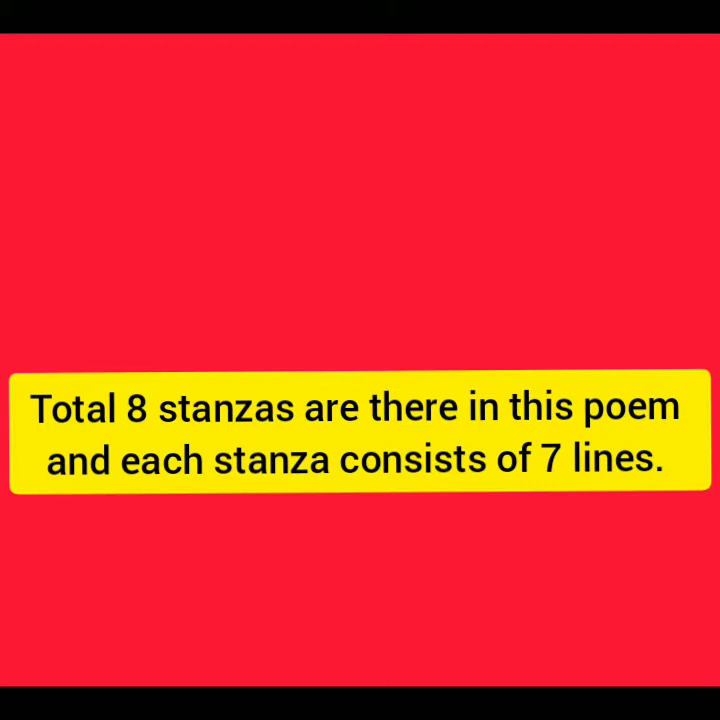 Total 8 stanzas are there in this poem
and each stanza consists of 7 lines.